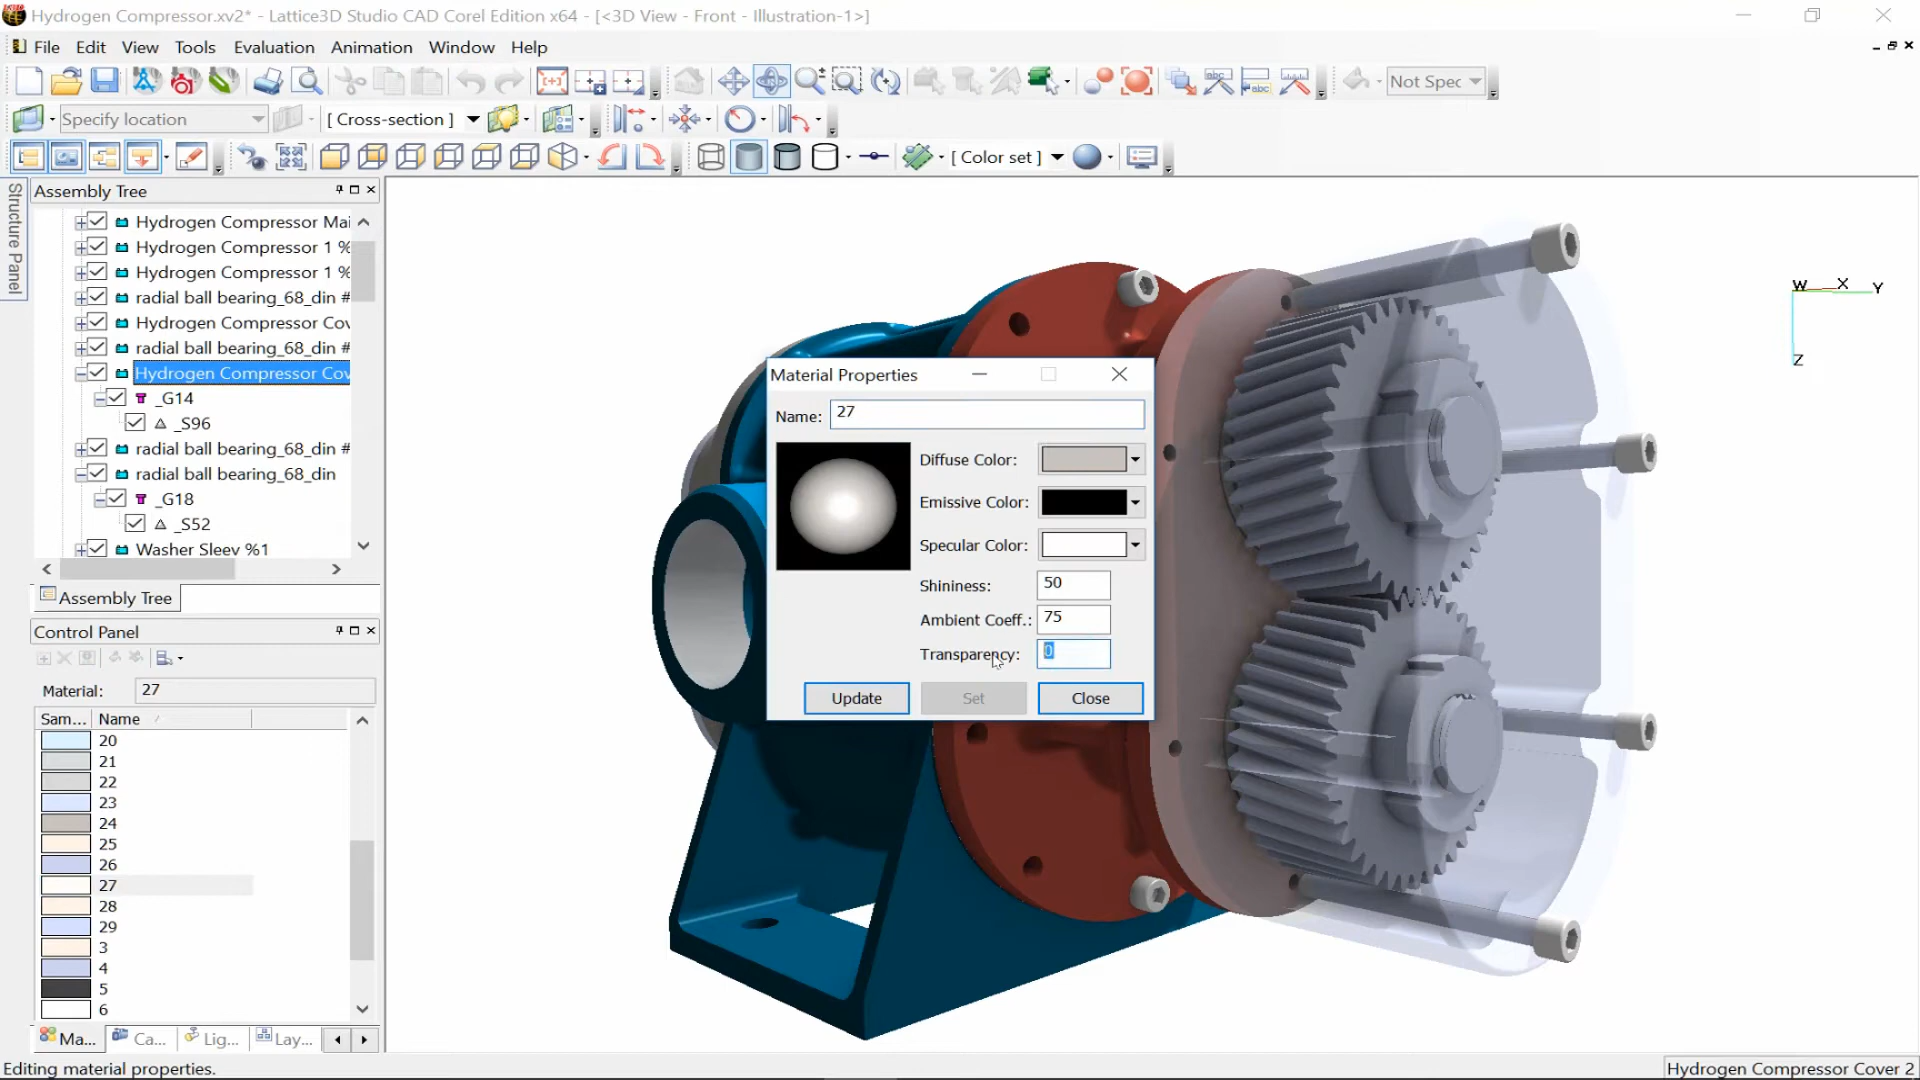 Hydrogen Compressor.xv2* - Lattice3D Studio CAD Corel Edition x64 - [<3D View - Front - Illustration-1>]
File Edit View Tools Evaluation Animation Window Help
Not Spec
Specify location [ Cross-section ]
[ Color set ]
Structure Panel
Assembly Tree
Hydrogen Compressor Mai
Hydrogen Compressor 1 %
Hydrogen Compressor 1 %
radial ball bearing_68_din #
Hydrogen Compressor Cov
radial ball bearing_68_din #
Hydrogen Compressor Cov
_G14
_S96
radial ball bearing_68_din #
radial ball bearing_68_din
_G18
_S52
Washer Sleev %1
Assembly Tree
Control Panel
Material: 27
Sam... Name
20
21
22
23
24
25
26
27
28
29
3
4
5
6
Ma... Ca... Lig... Lay...
Material Properties
Name: 27
Diffuse Color:
Emissive Color:
Specular Color:
Shininess: 50
Ambient Coeff.: 75
Transparency: 0
Update Set Close
W X Y
Z
Editing material properties.
Hydrogen Compressor Cover 2